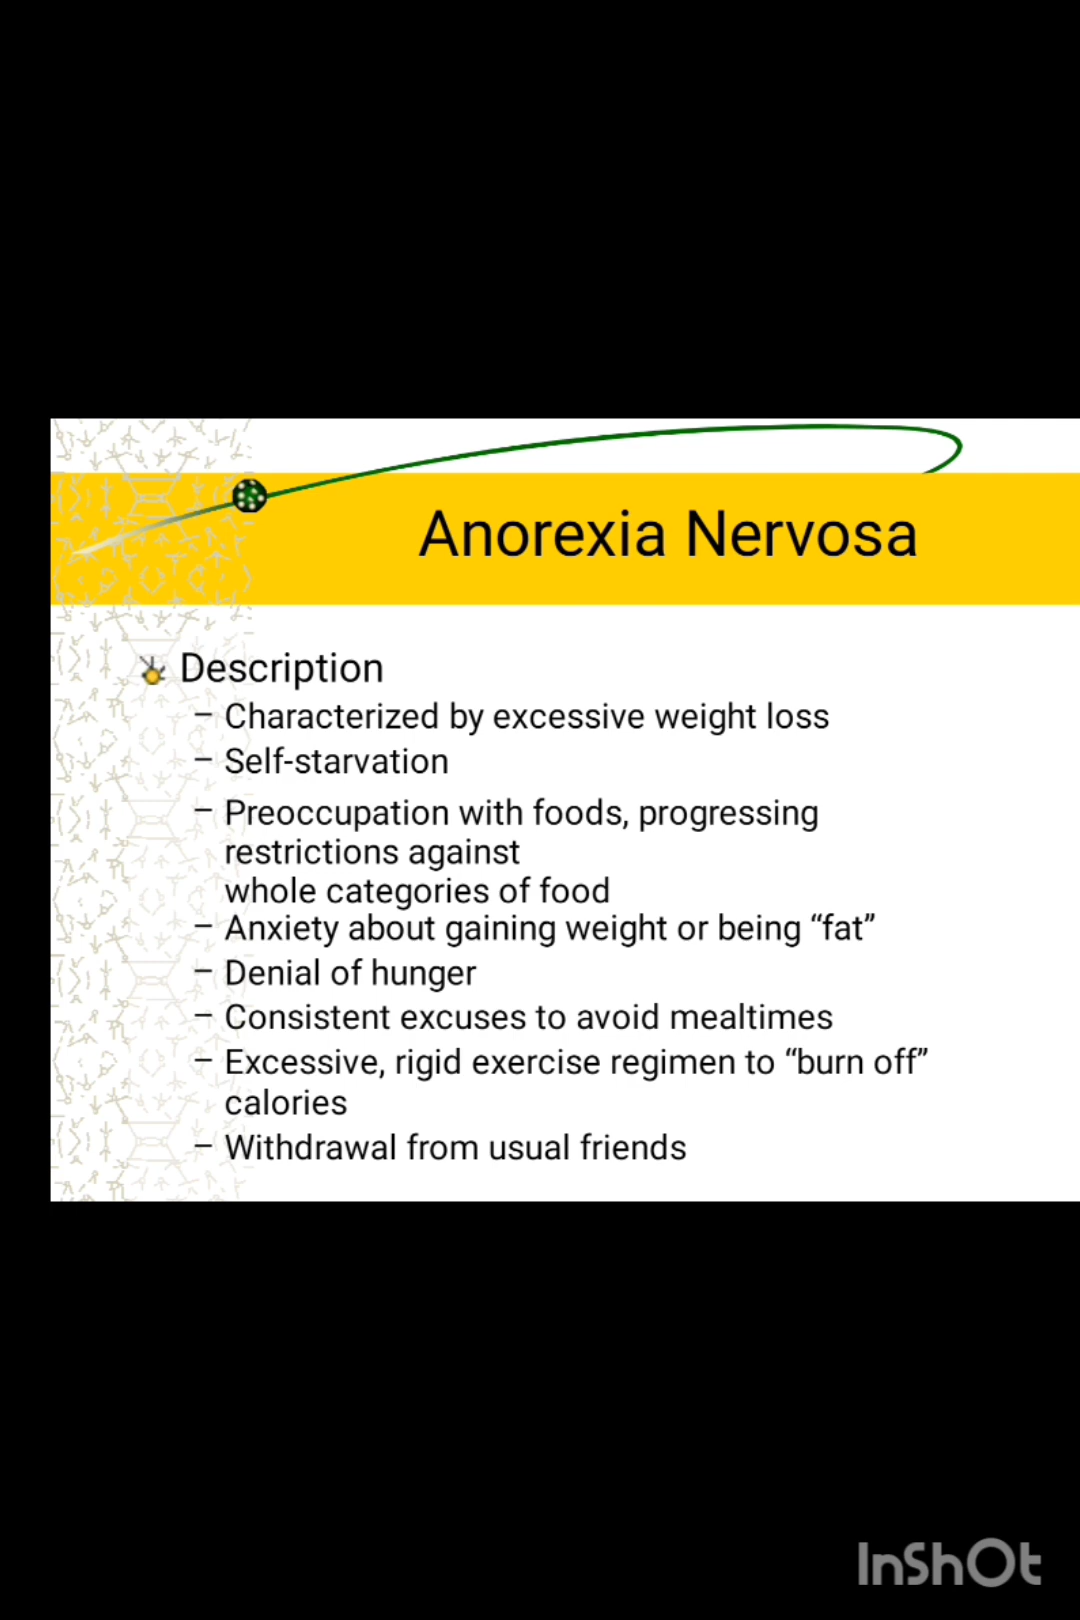 Anorexia Nervosa
Description
– Characterized by excessive weight loss
– Self-starvation
– Preoccupation with foods, progressing
restrictions against
whole categories of food
– Anxiety about gaining weight or being “fat”
– Denial of hunger
– Consistent excuses to avoid mealtimes
– Excessive, rigid exercise regimen to “burn off”
calories
– Withdrawal from usual friends
InShOt